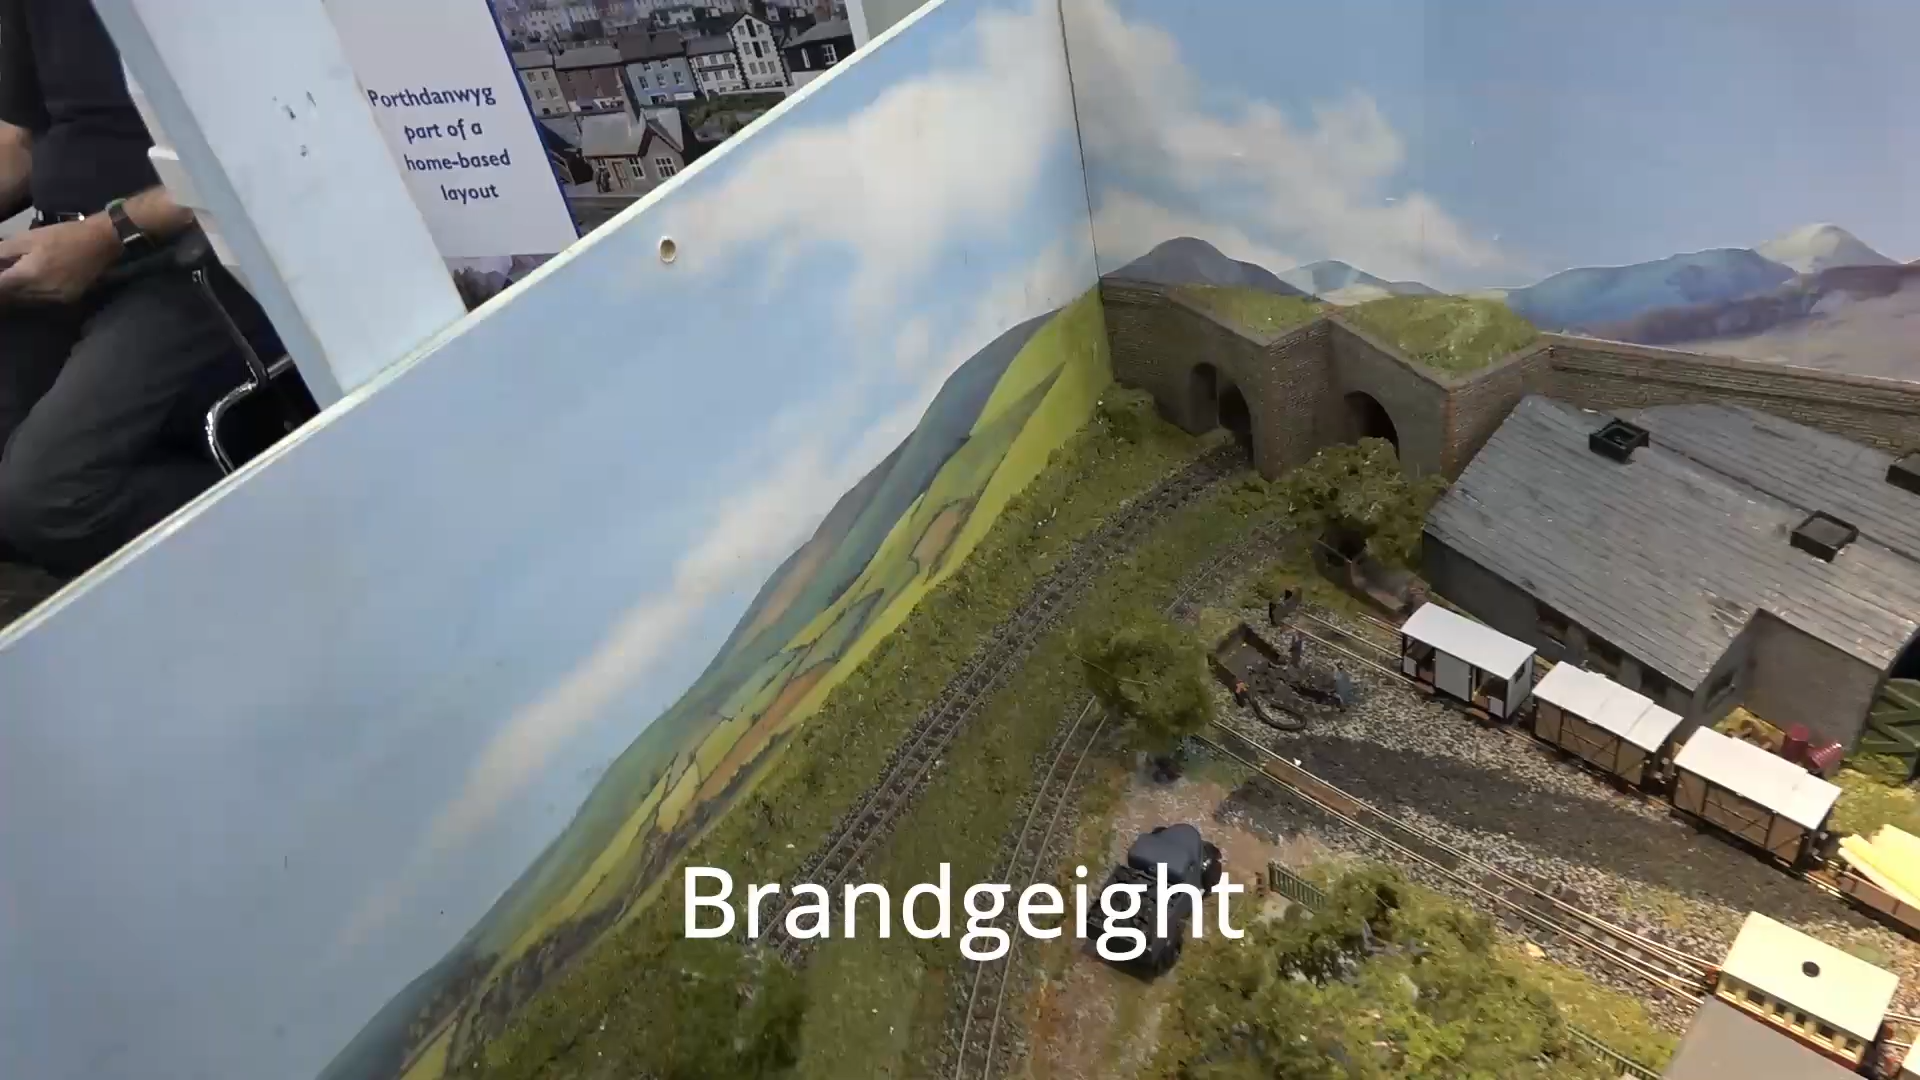 Porthdanwyg
part of a
home-based
layout
Brandgeight